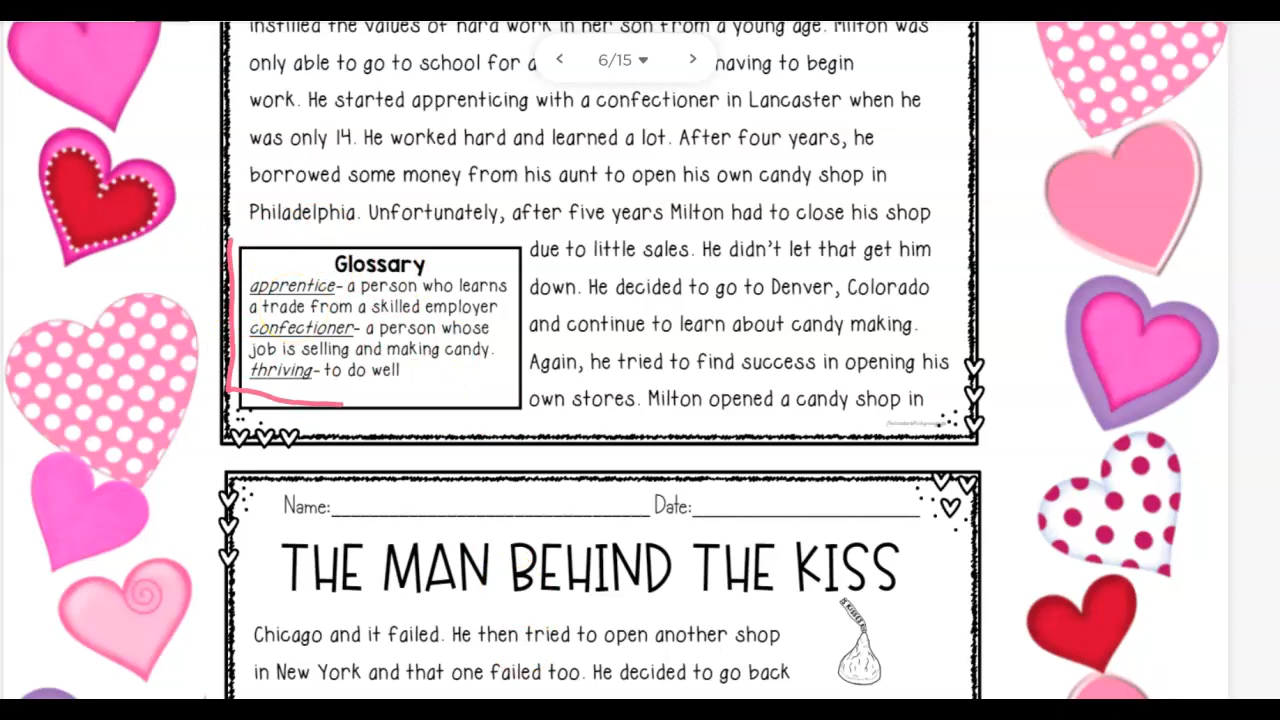 instilled the values of hard work in her son from a young age. Milton was
6/15
only able to go to school for a having to begin
work. He started apprenticing with a confectioner in Lancaster when he
was only 14. He worked hard and learned a lot. After four years, he
borrowed some money from his aunt to open his own candy shop in
Philadelphia. Unfortunately, after five years Milton had to close his shop
due to little sales. He didn't let that get him
down. He decided to go to Denver, Colorado
and continue to learn about candy making.
Again, he tried to find success in opening his
own stores. Milton opened a candy shop in
Glossary
apprentice- a person who learns
a trade from a skilled employer
confectioner- a person whose
job is selling and making candy.
thriving- to do well
Name: Date:
THE MAN BEHIND THE KISS
Chicago and it failed. He then tried to open another shop
in New York and that one failed too. He decided to go back